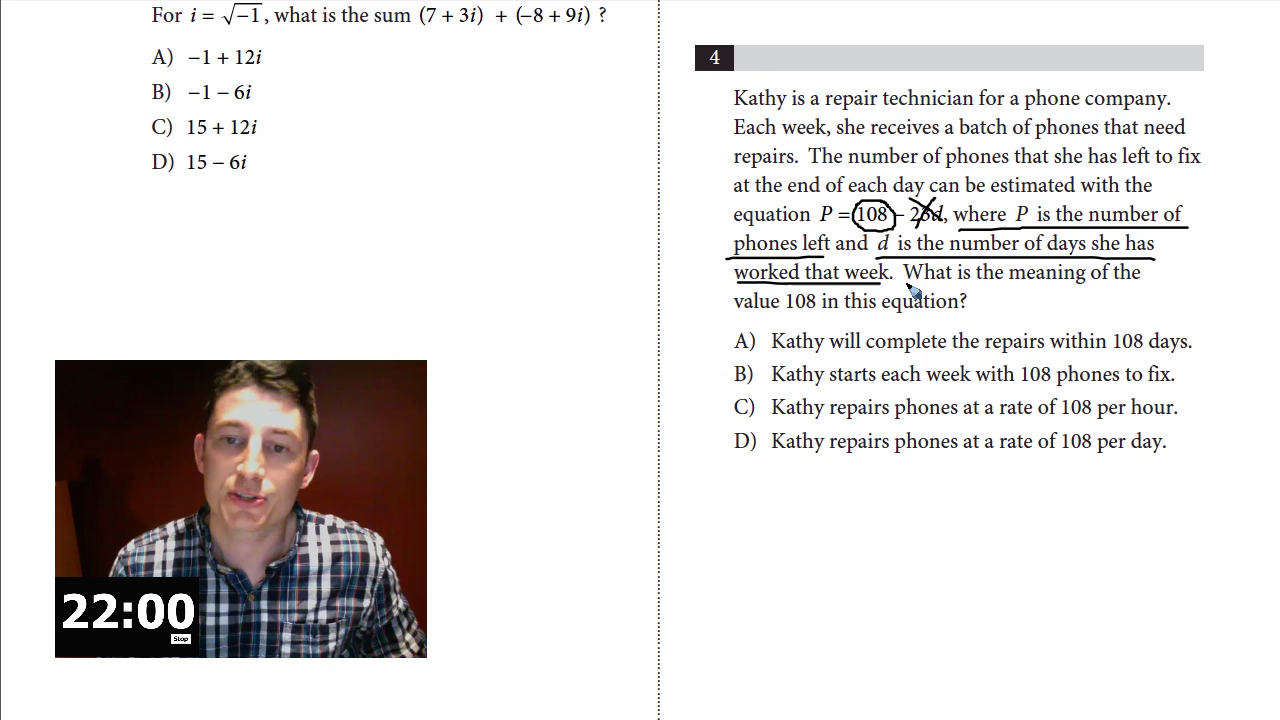 For i = √−1, what is the sum (7 + 3i) + (−8 + 9i) ?
A) −1 + 12i
B) −1 − 6i
C) 15 + 12i
D) 15 − 6i
4
Kathy is a repair technician for a phone company.
Each week, she receives a batch of phones that need
repairs. The number of phones that she has left to fix
at the end of each day can be estimated with the
equation P = 108 − 23d, where P is the number of
phones left and d is the number of days she has
worked that week. What is the meaning of the
value 108 in this equation?
A) Kathy will complete the repairs within 108 days.
B) Kathy starts each week with 108 phones to fix.
C) Kathy repairs phones at a rate of 108 per hour.
D) Kathy repairs phones at a rate of 108 per day.
22:00
Stop